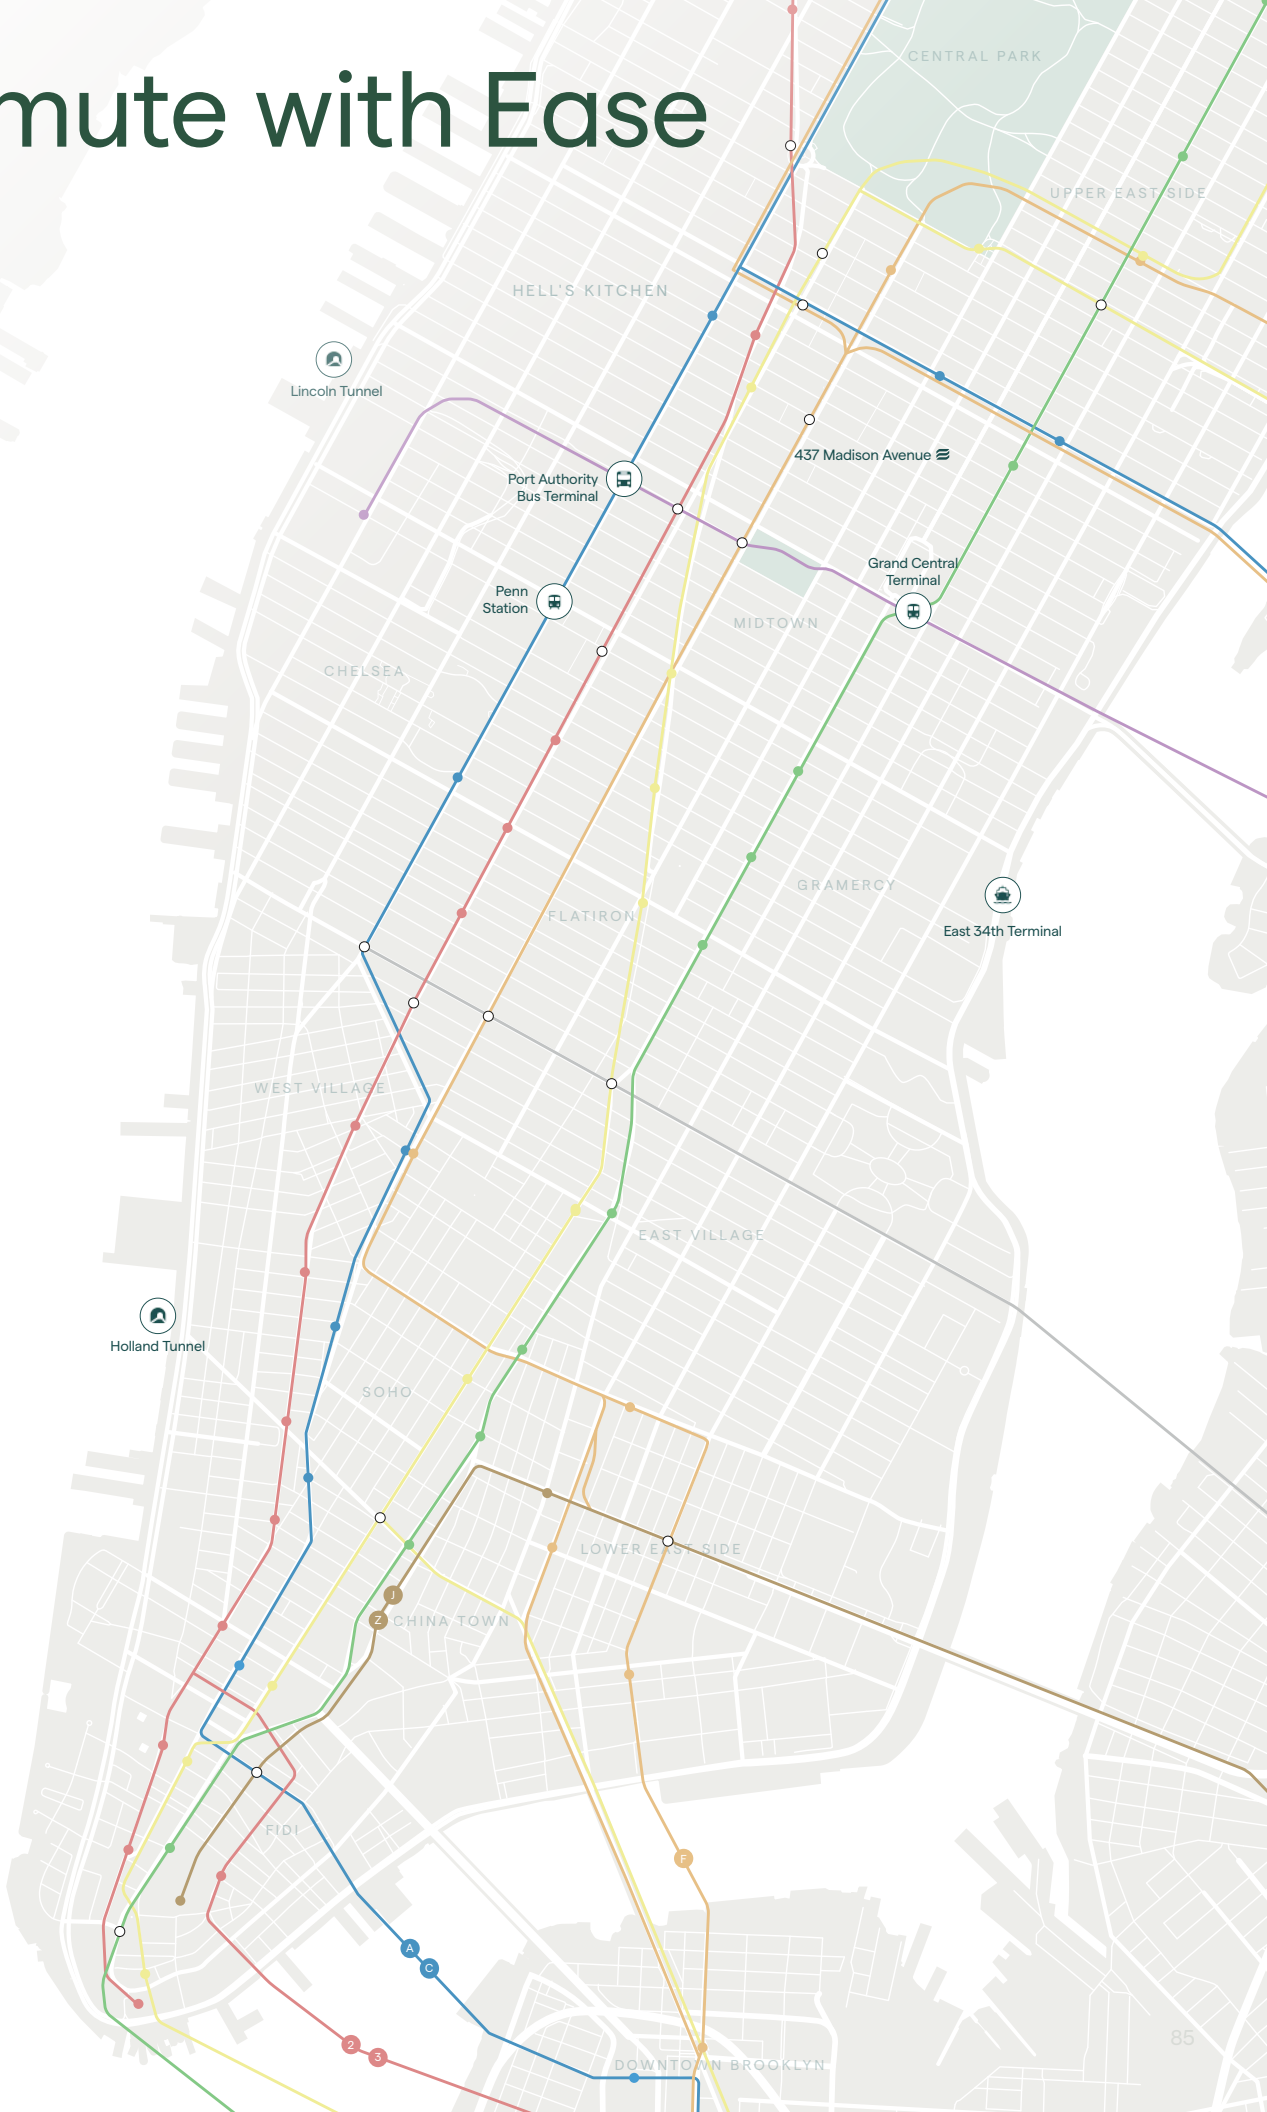 CENTRAL PARK
mute with Ease
UPPER EAST SIDE
HELL'S KITCHEN
Lincoln Tunnel
437 Madison Avenue
Port Authority
Bus Terminal
Grand Central
Terminal
Penn
Station
MIDTOWN
CHELSEA
GRAMERCY
FLATIRON
East 34th Terminal
WEST VILLAGE
EAST VILLAGE
Holland Tunnel
SOHO
LOWER EAST SIDE
J
Z
CHINA TOWN
FIDI
F
A
C
85
2
3
DOWNTOWN BROOKLYN